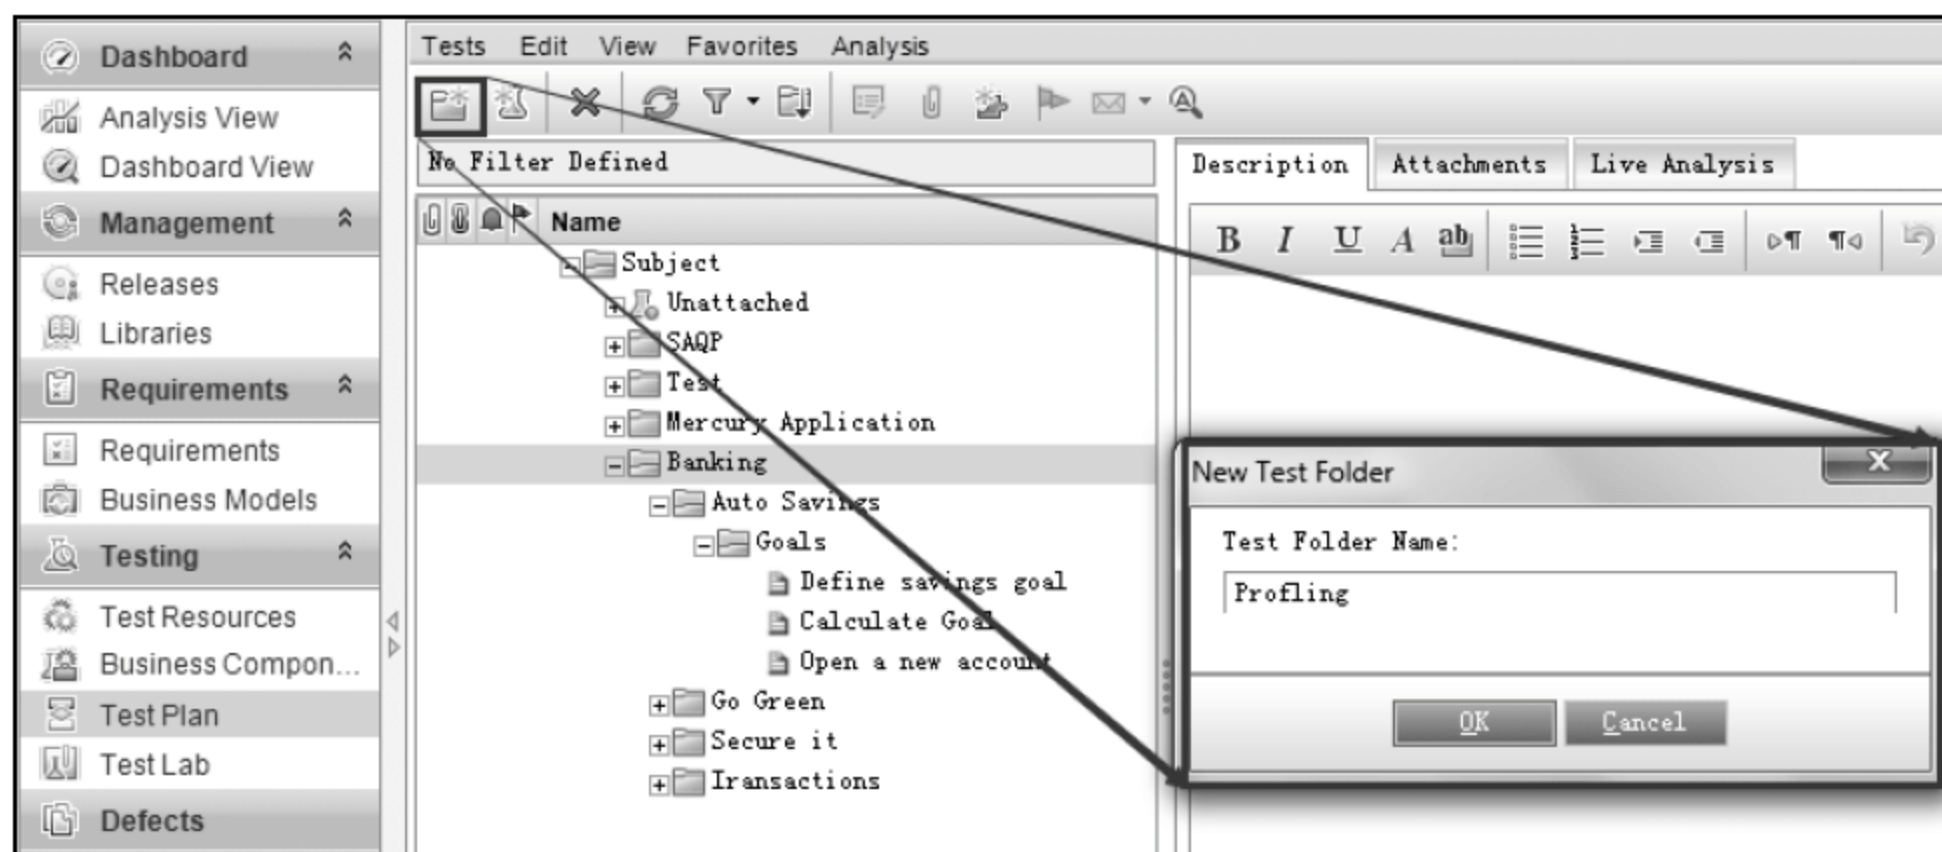 Dashboard
Analysis View
Dashboard View
Management
Releases
Libraries
Requirements
Requirements
Business Models
Testing
Test Resources
Business Compon...
Test Plan
Test Lab
Defects
Tests Edit View Favorites Analysis
No Filter Defined
Name
Subject
Unattached
SAQP
Test
Mercury Application
Banking
Auto Savings
Goals
Define savings goal
Calculate Goal
Open a new account
Go Green
Secure it
Iransactions
Description Attachments Live Analysis
B I U A ab
New Test Folder
X
Test Folder Name:
Profling
OK Cancel